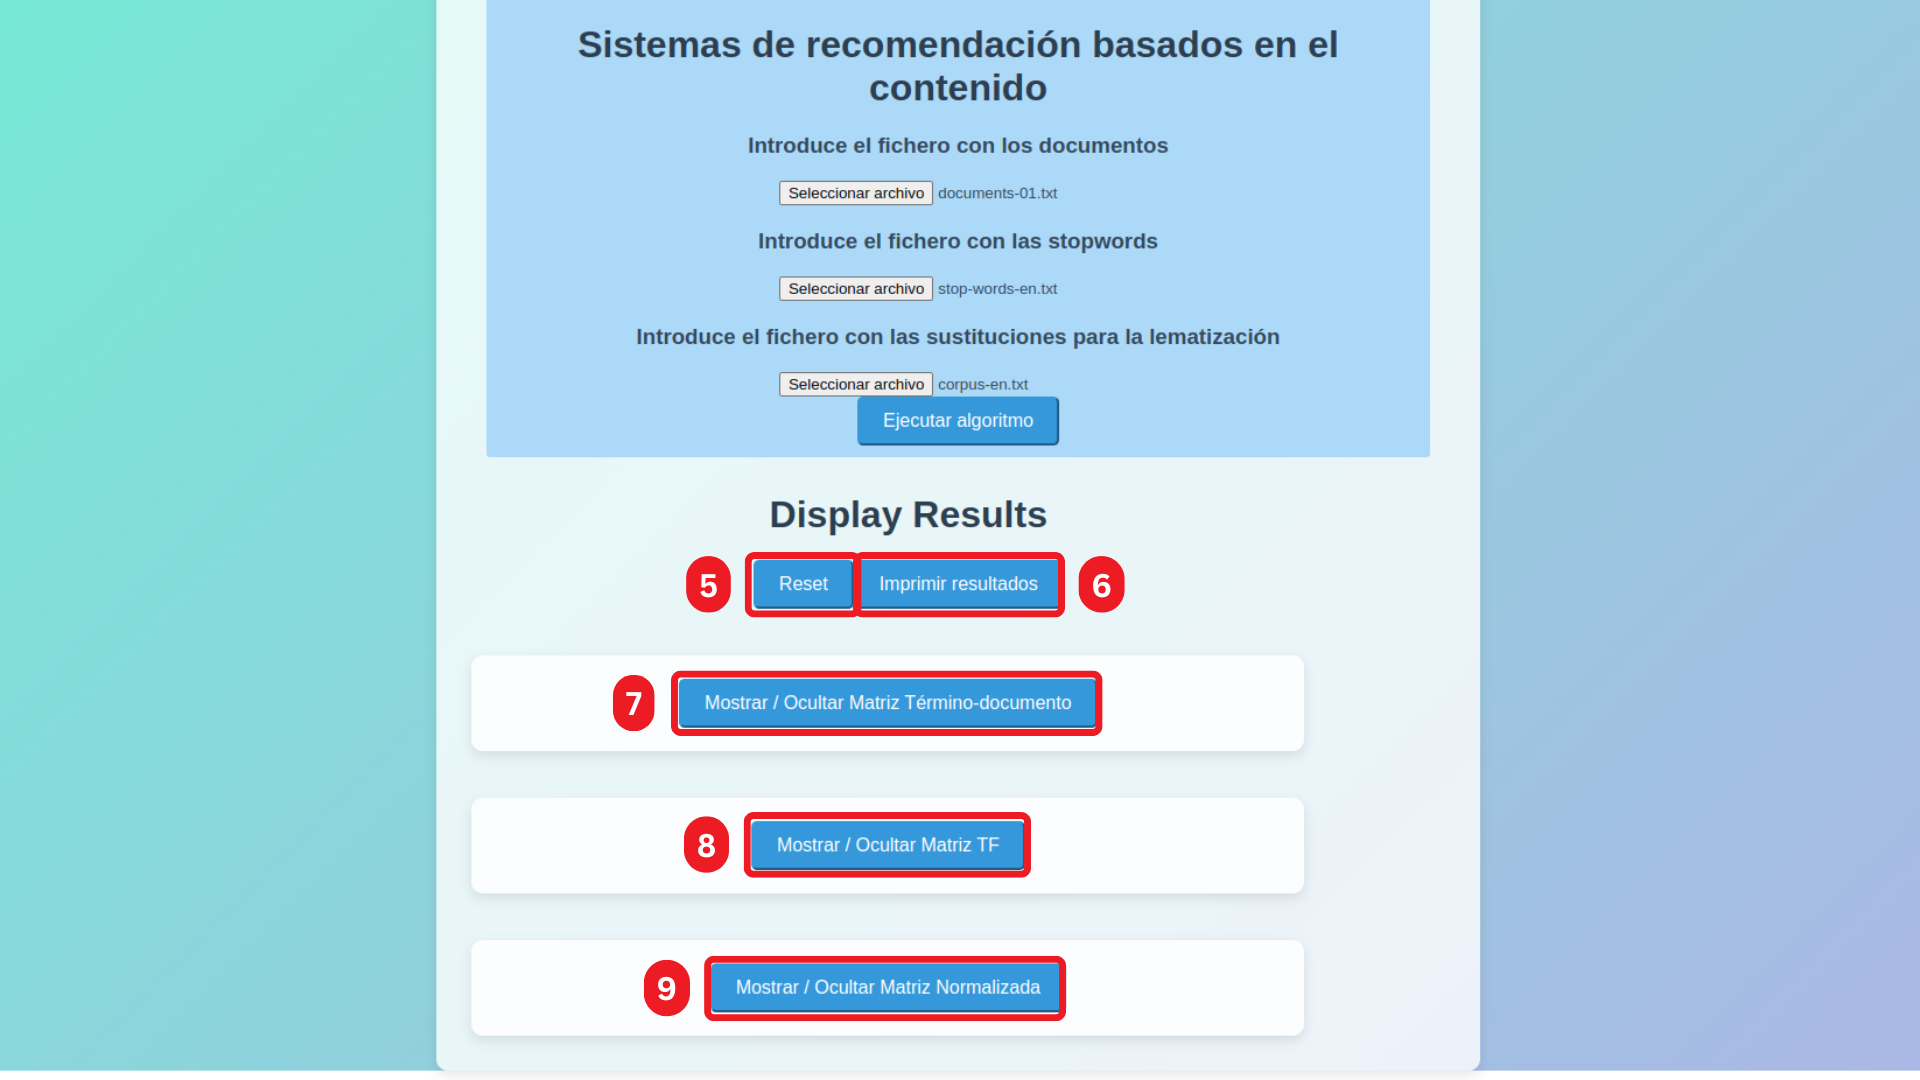 Sistemas de recomendación basados en el
contenido
Introduce el fichero con los documentos
Seleccionar archivo documents-01.txt
Introduce el fichero con las stopwords
Seleccionar archivo stop-words-en.txt
Introduce el fichero con las sustituciones para la lematización
Seleccionar archivo corpus-en.txt
Ejecutar algoritmo
Display Results
5 Reset Imprimir resultados 6
7 Mostrar / Ocultar Matriz Término-documento
8 Mostrar / Ocultar Matriz TF
9 Mostrar / Ocultar Matriz Normalizada